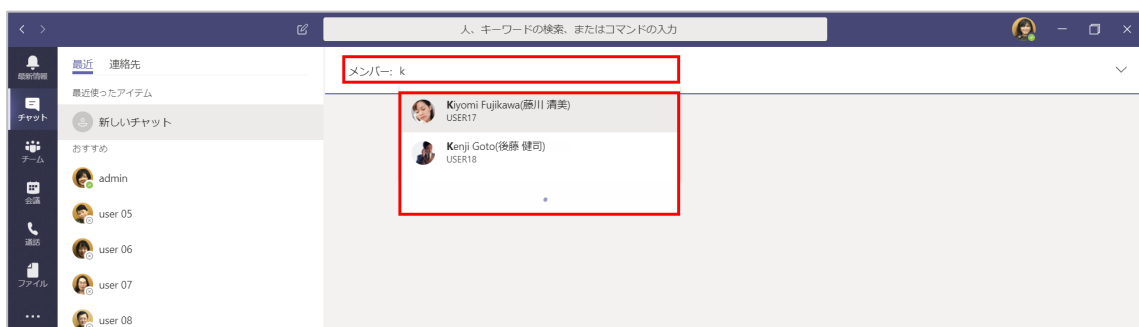 人、キーワードの検索、またはコマンドの入力
最新情報
チャット
チーム
会議
通話
ファイル
最近 連絡先
最近使ったアイテム
新しいチャット
おすすめ
admin
user 05
user 06
user 07
user 08
メンバー: k
Kiyomi Fujikawa(藤川 清美)
USER17
Kenji Goto(後藤 健司)
USER18